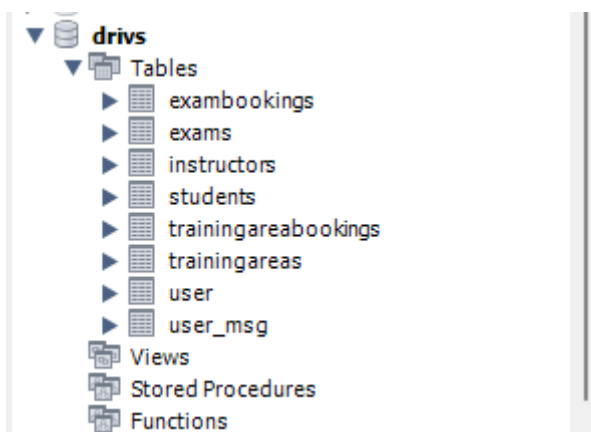 drivs
Tables
exambookings
exams
instructors
students
trainingareabookings
trainingareas
user
user_msg
Views
Stored Procedures
Functions